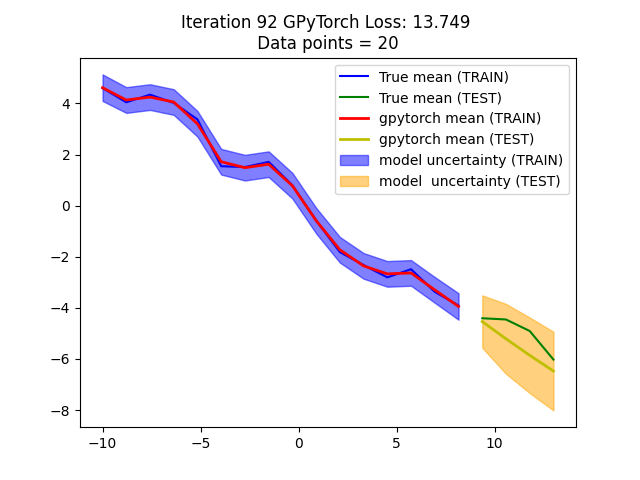 Iteration 92 GPyTorch Loss: 13.749
Data points = 20
True mean (TRAIN)
True mean (TEST)
gpytorch mean (TRAIN)
gpytorch mean (TEST)
model uncertainty (TRAIN)
model  uncertainty (TEST)
4
2
0
−2
−4
−6
−8
−10
−5
0
5
10